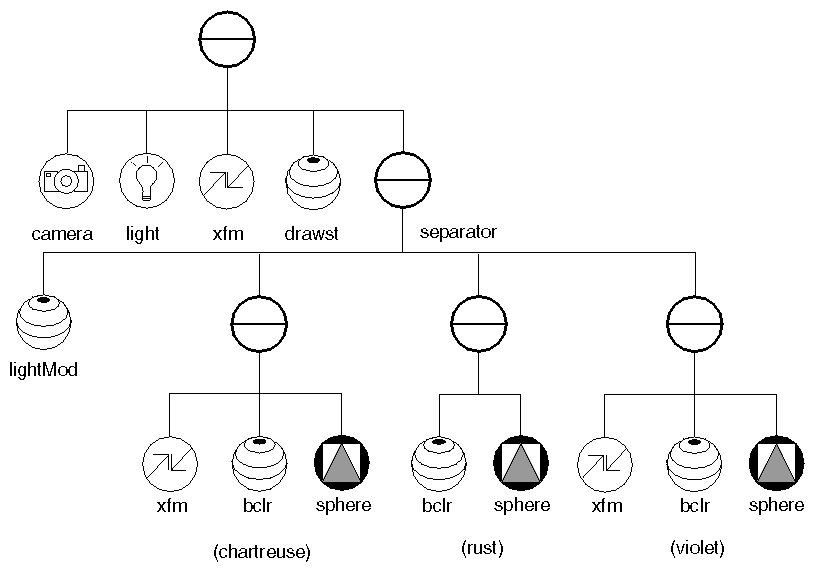 camera light xfm drawst separator
lightMod
xfm bclr sphere bclr sphere xfm bclr sphere
(chartreuse) (rust) (violet)